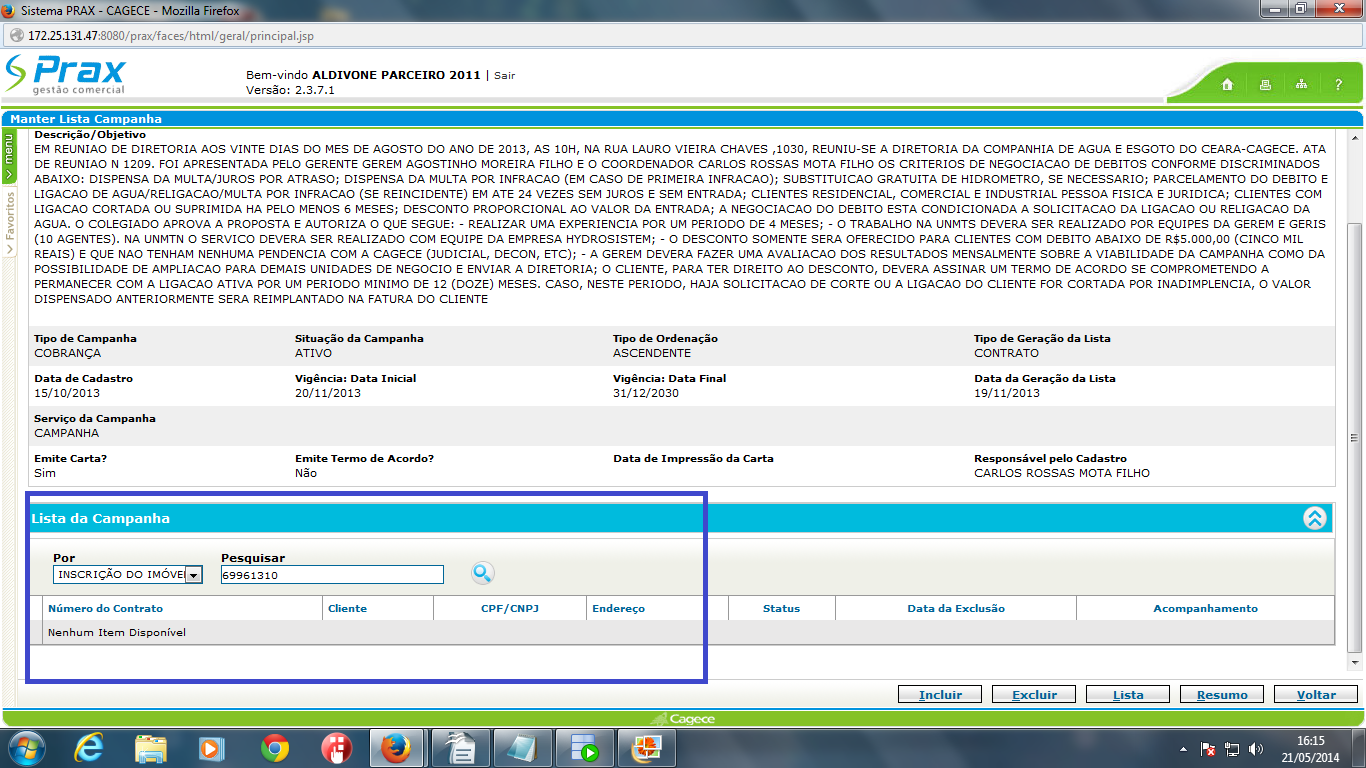 Sistema PRAX - CAGECE - Mozilla Firefox
172.25.131.47:8080/prax/faces/html/geral/principal.jsp
Prax
gestão comercial
Bem-vindo ALDIVONE PARCEIRO 2011 | Sair
Versão: 2.3.7.1
?
Manter Lista Campanha
menu
Favoritos
Descrição/Objetivo
EM REUNIAO DE DIRETORIA AOS VINTE DIAS DO MES DE AGOSTO DO ANO DE 2013, AS 10H, NA RUA LAURO VIEIRA CHAVES ,1030, REUNIU-SE A DIRETORIA DA COMPANHIA DE AGUA E ESGOTO DO CEARA-CAGECE. ATA
DE REUNIAO N 1209. FOI APRESENTADA PELO GERENTE GEREM AGOSTINHO MOREIRA FILHO E O COORDENADOR CARLOS ROSSAS MOTA FILHO OS CRITERIOS DE NEGOCIACAO DE DEBITOS CONFORME DISCRIMINADOS
ABAIXO: DISPENSA DA MULTA/JUROS POR ATRASO; DISPENSA DA MULTA POR INFRACAO (EM CASO DE PRIMEIRA INFRACAO); SUBSTITUICAO GRATUITA DE HIDROMETRO, SE NECESSARIO; PARCELAMENTO DO DEBITO E
LIGACAO DE AGUA/RELIGACAO/MULTA POR INFRACAO (SE REINCIDENTE) EM ATE 24 VEZES SEM JUROS E SEM ENTRADA; CLIENTES RESIDENCIAL, COMERCIAL E INDUSTRIAL PESSOA FISICA E JURIDICA; CLIENTES COM
LIGACAO CORTADA OU SUPRIMIDA HA PELO MENOS 6 MESES; DESCONTO PROPORCIONAL AO VALOR DA ENTRADA; A NEGOCIACAO DO DEBITO ESTA CONDICIONADA A SOLICITACAO DA LIGACAO OU RELIGACAO DA
AGUA. O COLEGIADO APROVA A PROPOSTA E AUTORIZA O QUE SEGUE: - REALIZAR UMA EXPERIENCIA POR UM PERIODO DE 4 MESES; - O TRABALHO NA UNMTS DEVERA SER REALIZADO POR EQUIPES DA GEREM E GERIS
(10 AGENTES). NA UNMTN O SERVICO DEVERA SER REALIZADO COM EQUIPE DA EMPRESA HYDROSISTEM; - O DESCONTO SOMENTE SERA OFERECIDO PARA CLIENTES COM DEBITO ABAIXO DE R$5.000,00 (CINCO MIL
REAIS) E QUE NAO TENHAM NENHUMA PENDENCIA COM A CAGECE (JUDICIAL, DECON, ETC); - A GEREM DEVERA FAZER UMA AVALIACAO DOS RESULTADOS MENSALMENTE SOBRE A VIABILIDADE DA CAMPANHA COMO DA
POSSIBILIDADE DE AMPLIACAO PARA DEMAIS UNIDADES DE NEGOCIO E ENVIAR A DIRETORIA; O CLIENTE, PARA TER DIREITO AO DESCONTO, DEVERA ASSINAR UM TERMO DE ACORDO SE COMPROMETENDO A
PERMANECER COM A LIGACAO ATIVA POR UM PERIODO MINIMO DE 12 (DOZE) MESES. CASO, NESTE PERIODO, HAJA SOLICITACAO DE CORTE OU A LIGACAO DO CLIENTE FOR CORTADA POR INADIMPLENCIA, O VALOR
DISPENSADO ANTERIORMENTE SERA REIMPLANTADO NA FATURA DO CLIENTE
Tipo de Campanha Situação da Campanha Tipo de Ordenação Tipo de Geração da Lista
COBRANÇA ATIVO ASCENDENTE CONTRATO
Data de Cadastro Vigência: Data Inicial Vigência: Data Final Data da Geração da Lista
15/10/2013 20/11/2013 31/12/2030 19/11/2013
Serviço da Campanha
CAMPANHA
Emite Carta? Emite Termo de Acordo? Data de Impressão da Carta Responsável pelo Cadastro
Sim Não CARLOS ROSSAS MOTA FILHO
Lista da Campanha
Por Pesquisar
INSCRIÇÃO DO IMÓVEI 69961310
Número do Contrato Cliente CPF/CNPJ Endereço Status Data da Exclusão Acompanhamento
Nenhum Item Disponível
Incluir Excluir Lista Resumo Voltar
Cagece
16:15
21/05/2014